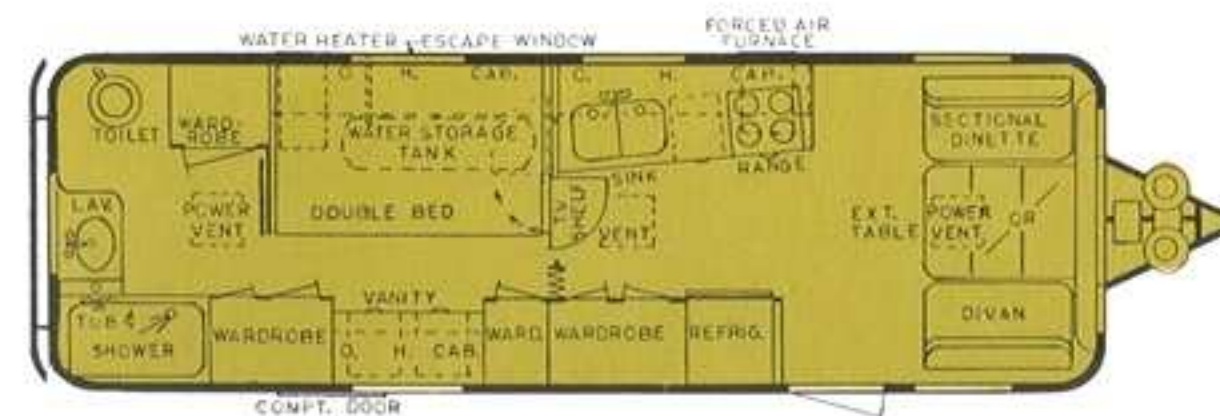 FORCED AIR
FURNACE
WATER HEATER ESCAPE WINDOW
O. H. CAB.
O. H. CAB.
TOILET
WARD-
ROBE
WATER STORAGE
TANK
SINK
RANGE
SECTIONAL
DINETTE
LAV.
POWER
VENT
DOUBLE BED
TV
SHELF
VENT
EXT.
TABLE
POWER
VENT
OR
TUB &
SHOWER
WARDROBE
VANITY
O. H. CAB.
WARD.
WARDROBE
REFRIG.
DIVAN
COMPT. DOOR